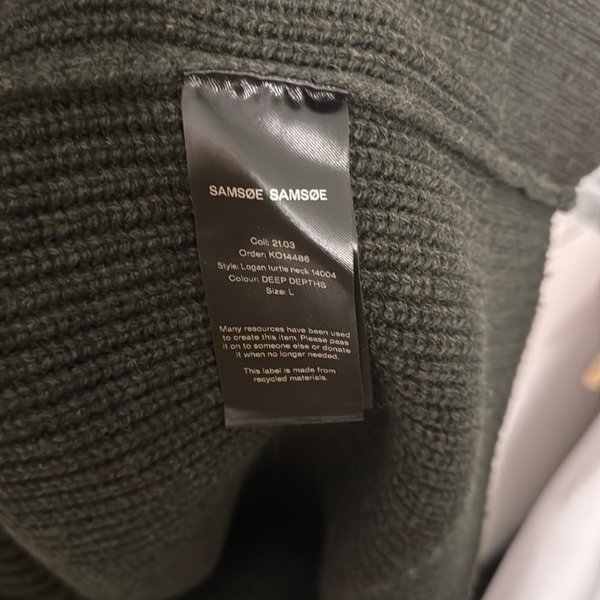 SAMSØE SAMSØE
Coll: 21.03
Order: KO14486
Style: Logan turtle neck 14004
Colour: DEEP DEPTHS
Size: L
Many resources have been used
to create this item. Please pass
it on to someone else or donate
it when no longer needed.
This label is made from
recycled materials.